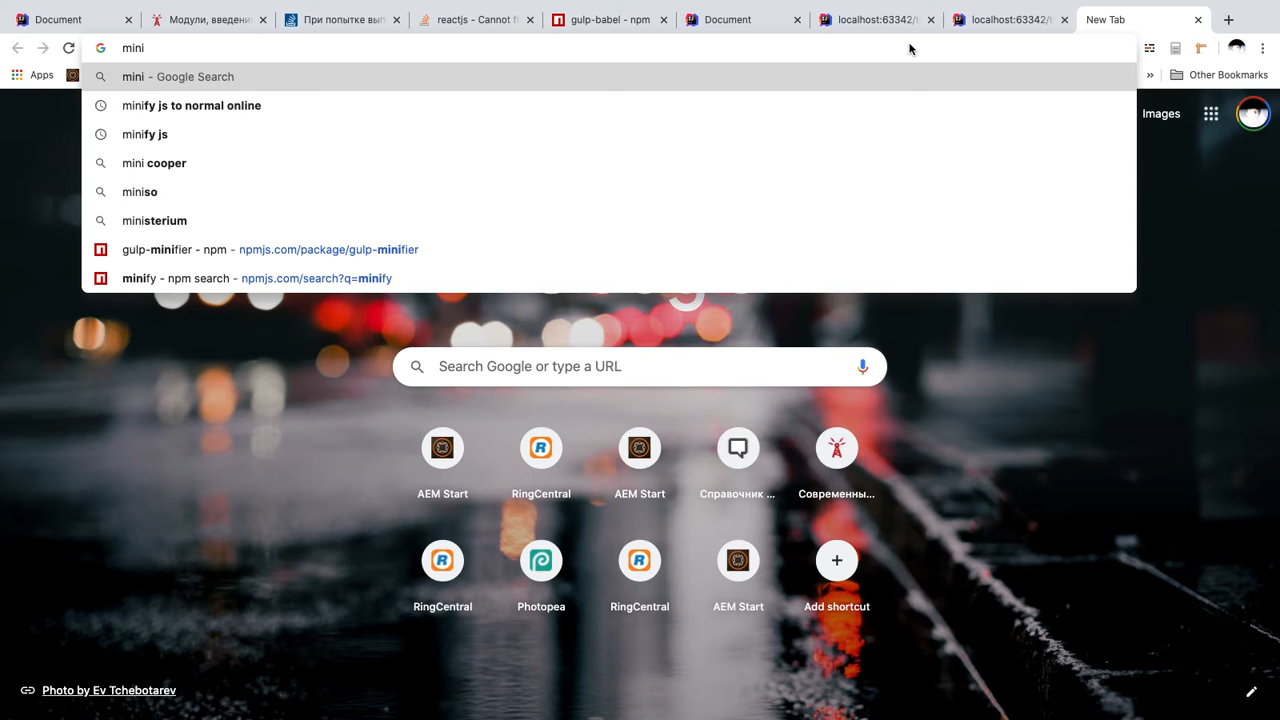 Document
Модули, введени
При попытке вып
reactjs - Cannot f
gulp-babel - npm
Document
localhost:63342/t
localhost:63342/t
New Tab
mini
Apps
» Other Bookmarks
mini - Google Search
minify js to normal online
minify js
mini cooper
miniso
ministerium
gulp-minifier - npm - npmjs.com/package/gulp-minifier
minify - npm search - npmjs.com/search?q=minify
Images
Search Google or type a URL
AEM Start
RingCentral
AEM Start
Справочник ...
Современны...
RingCentral
Photopea
RingCentral
AEM Start
Add shortcut
Photo by Ev Tchebotarev